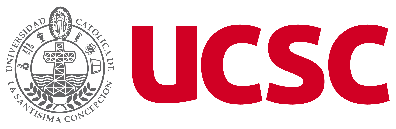 UNIVERSIDAD CATOLICA DE
LA SANTISIMA CONCEPCION
UCSC